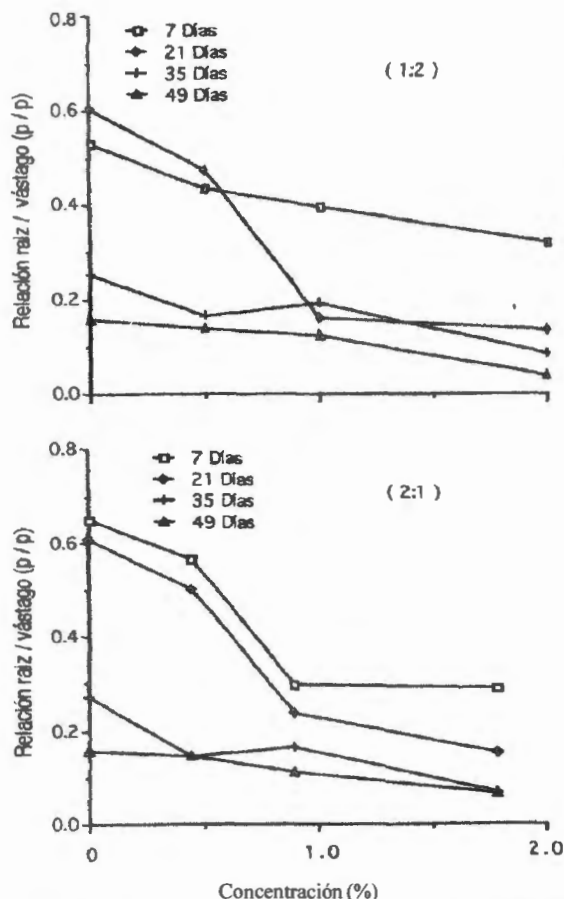 0.8
7 Días
21 Días
35 Días
49 Días
( 1:2 )
0.6
0.4
0.2
0.0
Relación raiz / vástago (p / p)
0.8
7 Días
21 Días
35 Días
49 Días
( 2:1 )
0.6
0.4
0.2
0.0
Relación raiz / vástago (p / p)
0
1.0
2.0
Concentración (%)